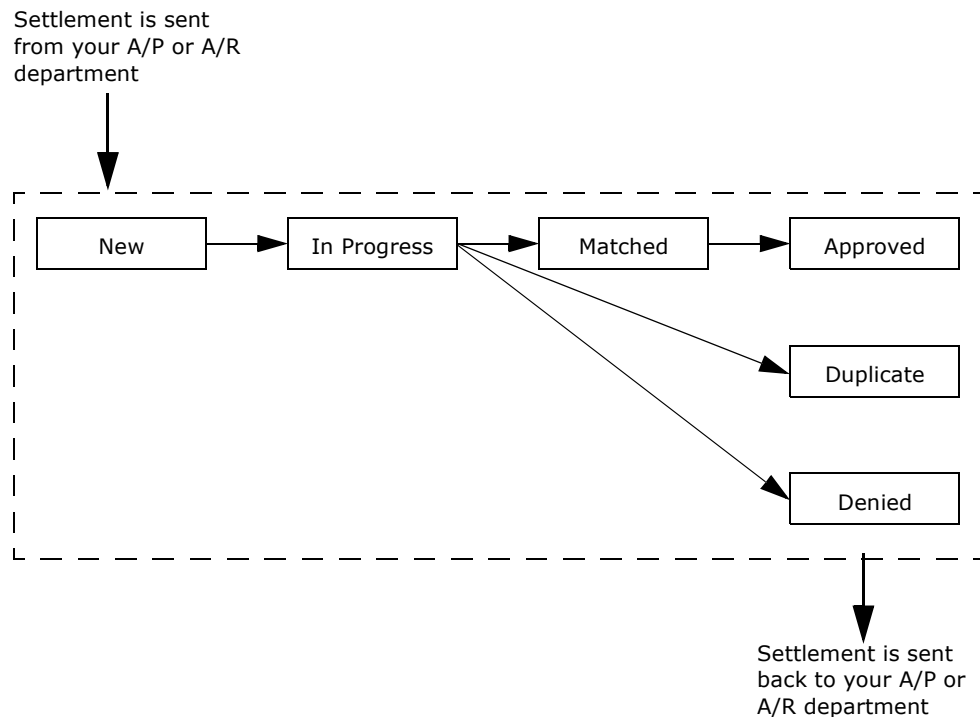 Settlement is sent
from your A/P or A/R
department
New
In Progress
Matched
Approved
Duplicate
Denied
Settlement is sent
back to your A/P or
A/R department